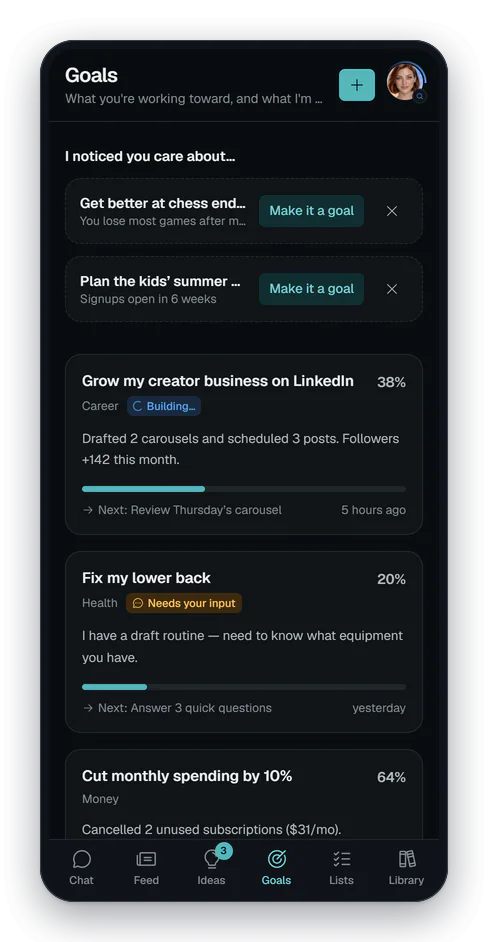 Goals
What you're working toward, and what I'm ...
I noticed you care about...
Get better at chess end...
You lose most games after m...
Make it a goal
Plan the kids’ summer ...
Signups open in 6 weeks
Make it a goal
Grow my creator business on LinkedIn
38%
Career
Building...
Drafted 2 carousels and scheduled 3 posts. Followers
+142 this month.
→ Next: Review Thursday's carousel
5 hours ago
Fix my lower back
20%
Health
Needs your input
I have a draft routine — need to know what equipment
you have.
→ Next: Answer 3 quick questions
yesterday
Cut monthly spending by 10%
64%
Money
Cancelled 2 unused subscriptions ($31/mo).
3
Chat
Feed
Ideas
Goals
Lists
Library